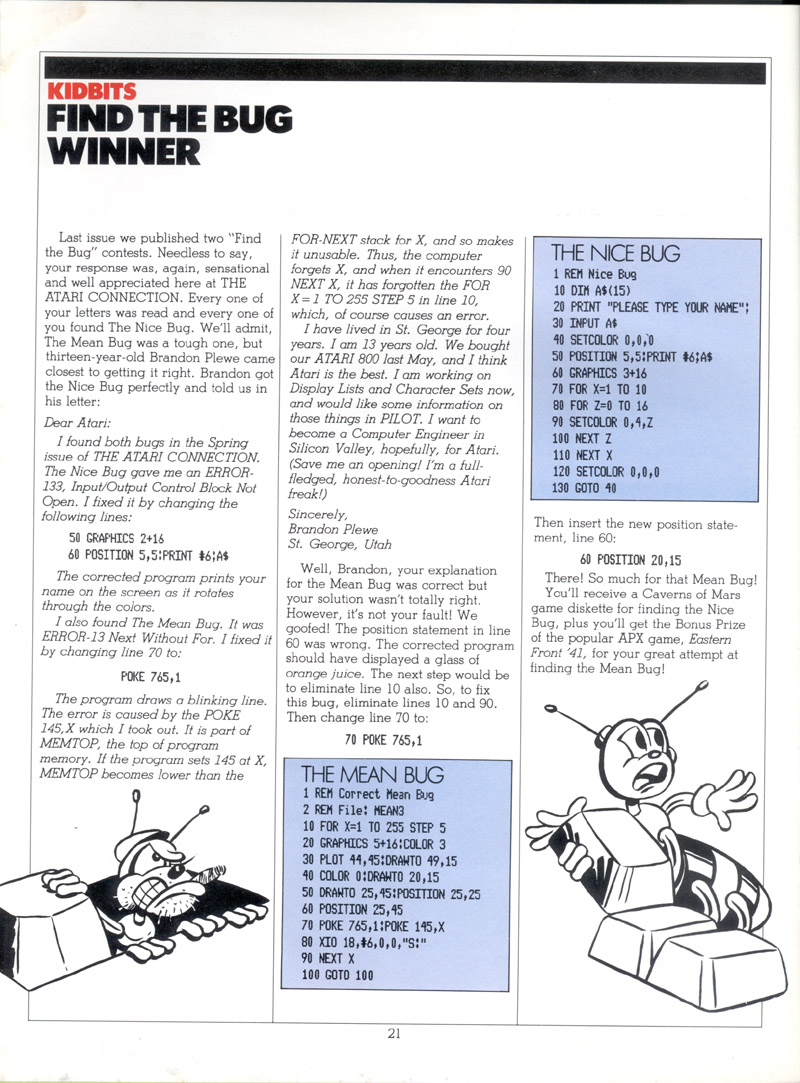 KIDBITS
FIND THE BUG
WINNER
Last issue we published two "Find
the Bug" contests. Needless to say,
your response was, again, sensational
and well appreciated here at THE
ATARI CONNECTION. Every one of
your letters was read and every one of
you found The Nice Bug. We'll admit,
The Mean Bug was a tough one, but
thirteen-year-old Brandon Plewe came
closest to getting it right. Brandon got
the Nice Bug perfectly and told us in
his letter:
Dear Atari:
I found both bugs in the Spring
issue of THE ATARI CONNECTION.
The Nice Bug gave me an ERROR-
133, Input/Output Control Block Not
Open. I fixed it by changing the
following lines:
50 GRAPHICS 2+16
60 POSITION 5,5:PRINT #6;A$
The corrected program prints your
name on the screen as it rotates
through the colors.
I also found The Mean Bug. It was
ERROR-13 Next Without For. I fixed it
by changing line 70 to:
POKE 765,1
The program draws a blinking line.
The error is caused by the POKE
145,X which I took out. It is part of
MEMTOP, the top of program
memory. If the program sets 145 at X,
MEMTOP becomes lower than the
FOR-NEXT stack for X, and so makes
it unusable. Thus, the computer
forgets X, and when it encounters 90
NEXT X, it has forgotten the FOR
X = 1 TO 255 STEP 5 in line 10,
which, of course causes an error.
I have lived in St. George for four
years. I am 13 years old. We bought
our ATARI 800 last May, and I think
Atari is the best. I am working on
Display Lists and Character Sets now,
and would like some information on
those things in PILOT. I want to
become a Computer Engineer in
Silicon Valley, hopefully, for Atari.
(Save me an opening! I'm a full-
fledged, honest-to-goodness Atari
freak!)
Sincerely,
Brandon Plewe
St. George, Utah
Well, Brandon, your explanation
for the Mean Bug was correct but
your solution wasn't totally right.
However, it's not your fault! We
goofed! The position statement in line
60 was wrong. The corrected program
should have displayed a glass of
orange juice. The next step would be
to eliminate line 10 also. So, to fix
this bug, eliminate lines 10 and 90.
Then change line 70 to:
70 POKE 765,1
THE MEAN BUG
1 REM Correct Mean Bug
2 REM File: MEAN3
10 FOR X=1 TO 255 STEP 5
20 GRAPHICS 5+16:COLOR 3
30 PLOT 44,45:DRAWTO 49,15
40 COLOR 0:DRAWTO 20,15
50 DRAWTO 25,45:POSITION 25,25
60 POSITION 25,45
70 POKE 765,1:POKE 145,X
80 XIO 18,#6,0,0,"S:"
90 NEXT X
100 GOTO 100
THE NICE BUG
1 REM Nice Bug
10 DIM A$(15)
20 PRINT "PLEASE TYPE YOUR NAME";
30 INPUT A$
40 SETCOLOR 0,0,0
50 POSITION 5,5:PRINT #6;A$
60 GRAPHICS 3+16
70 FOR X=1 TO 10
80 FOR Z=0 TO 16
90 SETCOLOR 0,4,Z
100 NEXT Z
110 NEXT X
120 SETCOLOR 0,0,0
130 GOTO 40
Then insert the new position state-
ment, line 60:
60 POSITION 20,15
There! So much for that Mean Bug!
You'll receive a Caverns of Mars
game diskette for finding the Nice
Bug, plus you'll get the Bonus Prize
of the popular APX game, Eastern
Front '41, for your great attempt at
finding the Mean Bug!
21